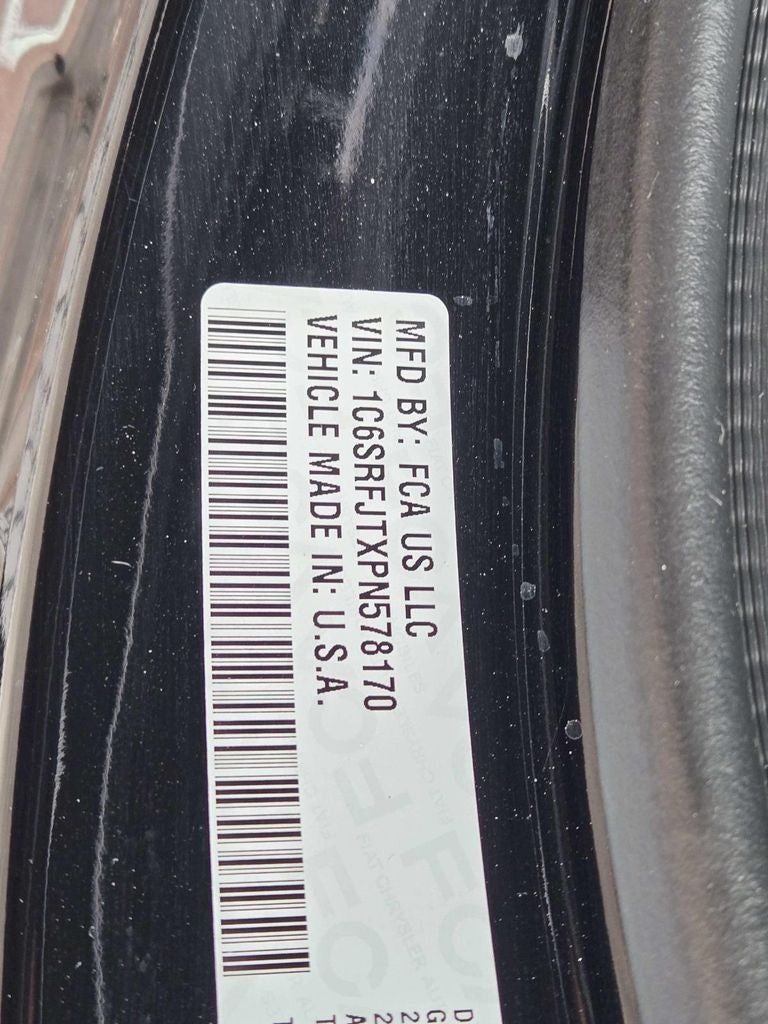 MFD BY: FCA US LLC
VIN: 1C6SRFJTXPN578170
VEHICLE MADE IN: U.S.A.